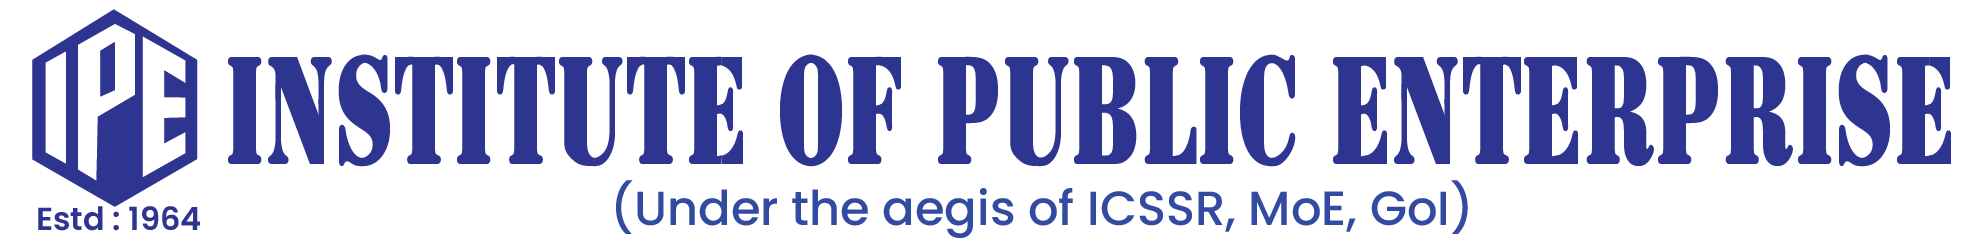 IPE
INSTITUTE OF PUBLIC ENTERPRISE
(Under the aegis of ICSSR, MoE, GoI)
Estd : 1964